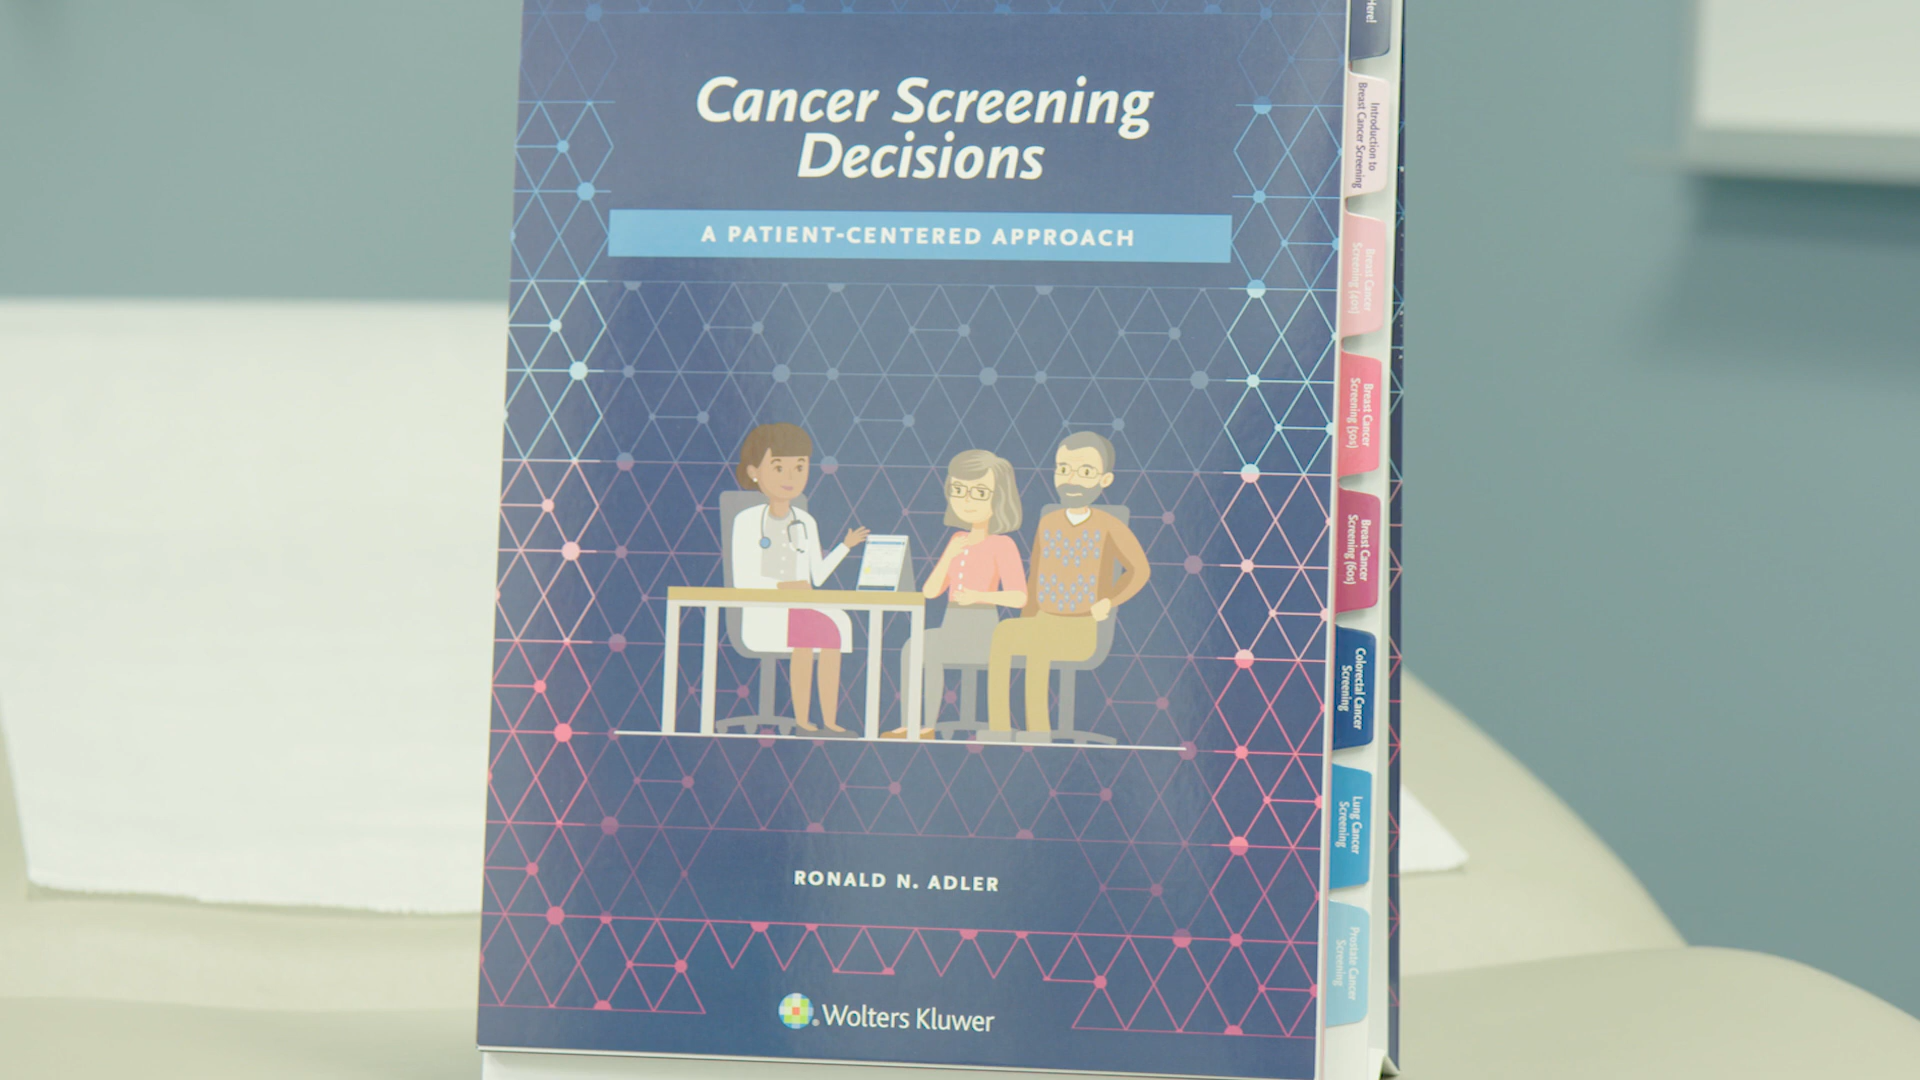 Cancer Screening
Decisions
A PATIENT-CENTERED APPROACH
RONALD N. ADLER
Wolters Kluwer
Here!
Introduction to
Breast Cancer Screening
Breast Cancer
Screening (40s)
Breast Cancer
Screening (50s)
Breast Cancer
Screening (60s)
Colorectal Cancer
Screening
Lung Cancer
Screening
Prostate Cancer
Screening